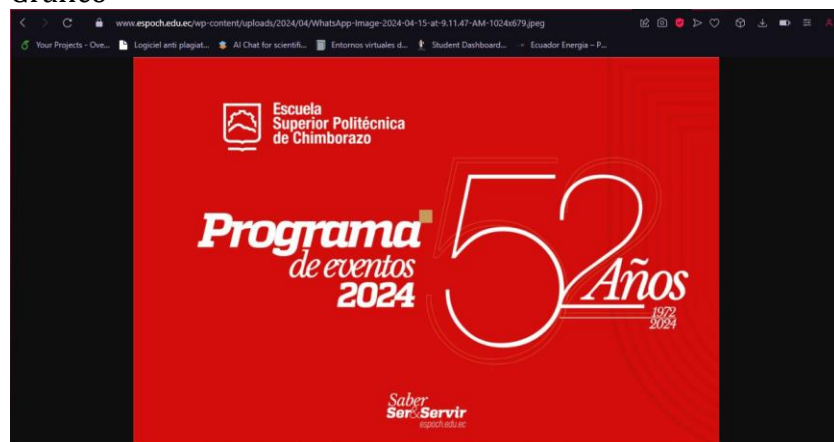 Gráfico
www.espoch.edu.ec/wp-content/uploads/2024/04/WhatsApp-Image-2024-04-15-at-9.11.47-AM-1024x679.jpeg
Your Projects - Ove... Logiciel anti plagiat... AI Chat for scientifi... Entornos virtuales d... Student Dashboard... Ecuador Energia – P...
Escuela
Superior Politécnica
de Chimborazo
Programa
de eventos
2024
52
Años
1972
2024
Saber
Ser&Servir
espoch.edu.ec